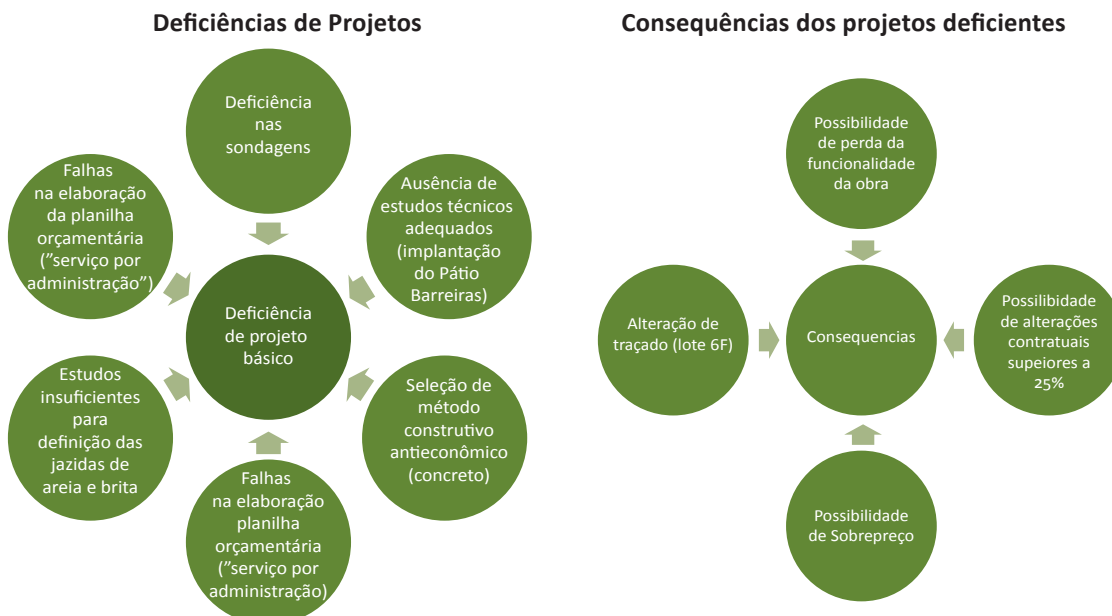 Deficiências de Projetos
Deficiência
nas
sondagens
Falhas
na elaboração
da planilha
orçamentária
("serviço por
administração")
Ausência de
estudos técnicos
adequados
(implantação
do Pátio
Barreiras)
Deficiência
de projeto
básico
Estudos
insuficientes
para
definição das
jazidas de
areia e brita
Seleção de
método
construtivo
antieconômico
(concreto)
Falhas
na elaboração
planilha
orçamentária
("serviço por
administração)
Consequências dos projetos deficientes
Possibilidade
de perda da
funcionalidade
da obra
Alteração de
traçado (lote 6F)
Consequencias
Possilibidade
de alterações
contratuais
supeiores a
25%
Possibilidade
de Sobrepreço